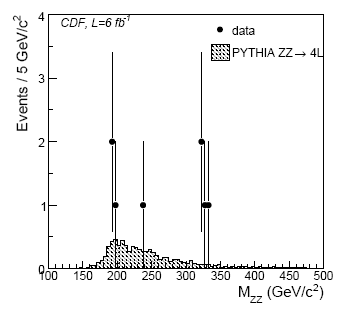 CDF, L=6 fb⁻¹
data
PYTHIA ZZ→ 4L
Events / 5 GeV/c²
4
3
2
1
0
100 150 200 250 300 350 400 450 500
M_ZZ (GeV/c²)